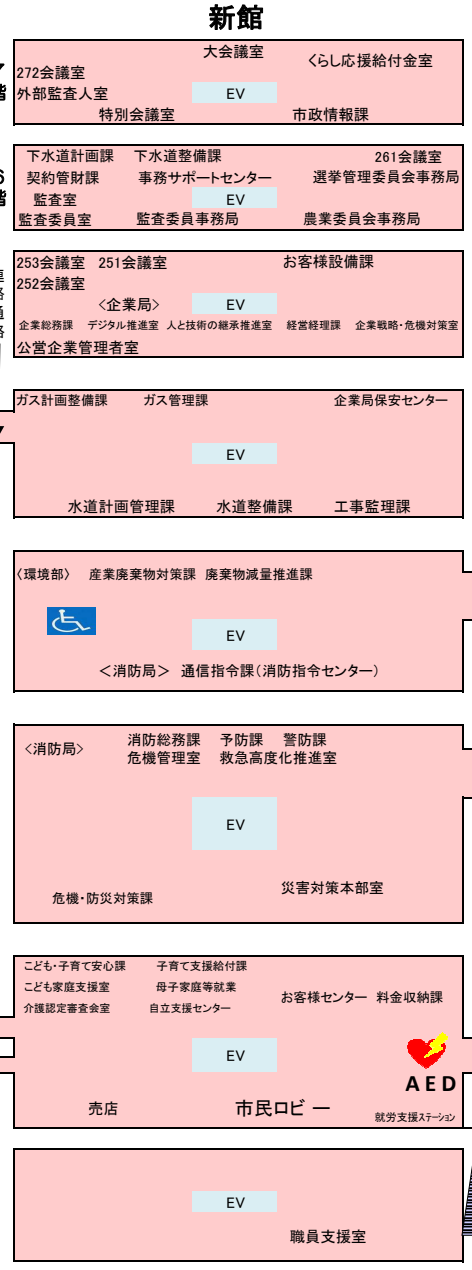 新館
大会議室
くらし応援給付金室
272会議室
外部監査人室
EV
特別会議室
市政情報課
階
下水道計画課 下水道整備課
261会議室
契約管財課 事務サポートセンター
選挙管理委員会事務局
監査室
EV
監査委員室 監査委員事務局 農業委員会事務局
6
階
253会議室 251会議室 お客様設備課
252会議室
〈企業局〉
EV
企業総務課 デジタル推進室 人と技術の継承推進室 経営経理課 企業戦略・危機対策室
公営企業管理者室
ガス計画整備課 ガス管理課 企業局保安センター
EV
水道計画管理課 水道整備課 工事監理課
〈環境部〉 産業廃棄物対策課 廃棄物減量推進課
EV
＜消防局＞ 通信指令課(消防指令センター)
〈消防局〉
消防総務課 予防課 警防課
危機管理室 救急高度化推進室
EV
災害対策本部室
危機・防災対策課
こども・子育て安心課 子育て支援給付課
こども家庭支援室 母子家庭等就業
介護認定審査会室 自立支援センター
お客様センター 料金収納課
EV
AED
売店 市民ロビー
就労支援ステーション
EV
職員支援室